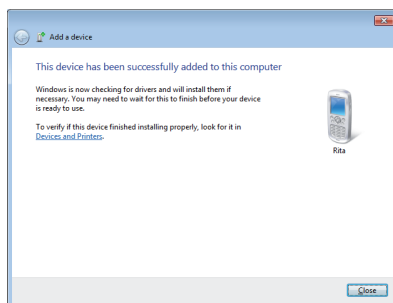 Add a device
This device has been successfully added to this computer
Windows is now checking for drivers and will install them if
necessary. You may need to wait for this to finish before your device
is ready to use.
To verify if this device finished installing properly, look for it in
Devices and Printers.
Rita
Close